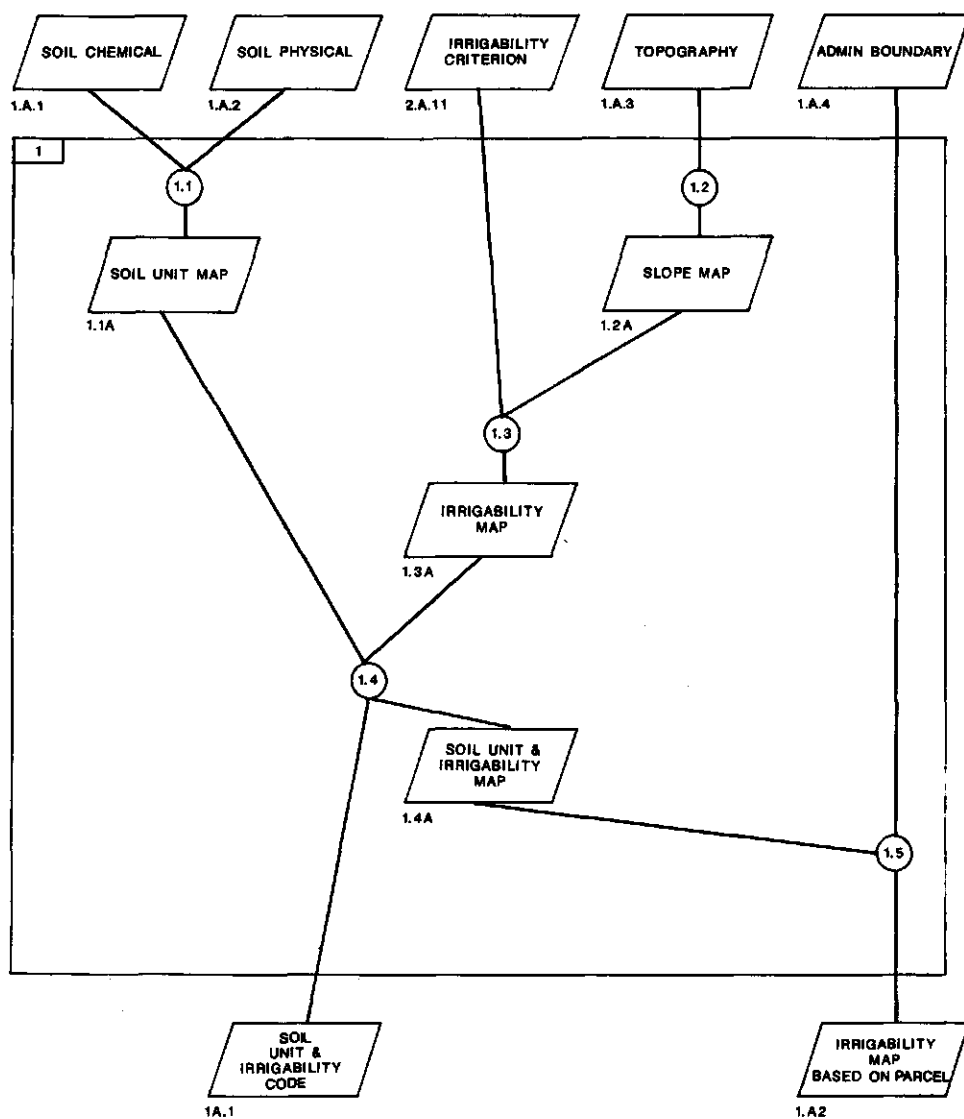 SOIL CHEMICAL
SOIL PHYSICAL
IRRIGABILITY
CRITERION
TOPOGRAPHY
ADMIN BOUNDARY
1.A.1
1.A.2
2.A.11
1.A.3
1.A.4
1
1.1
1.2
SOIL UNIT MAP
SLOPE MAP
1.1A
1.2A
1.3
IRRIGABILITY
MAP
1.3A
1.4
SOIL UNIT &
IRRIGABILITY
MAP
1.4A
1.5
SOIL
UNIT &
IRRIGABILITY
CODE
IRRIGABILITY
MAP
BASED ON PARCEL
1A.1
1.A2